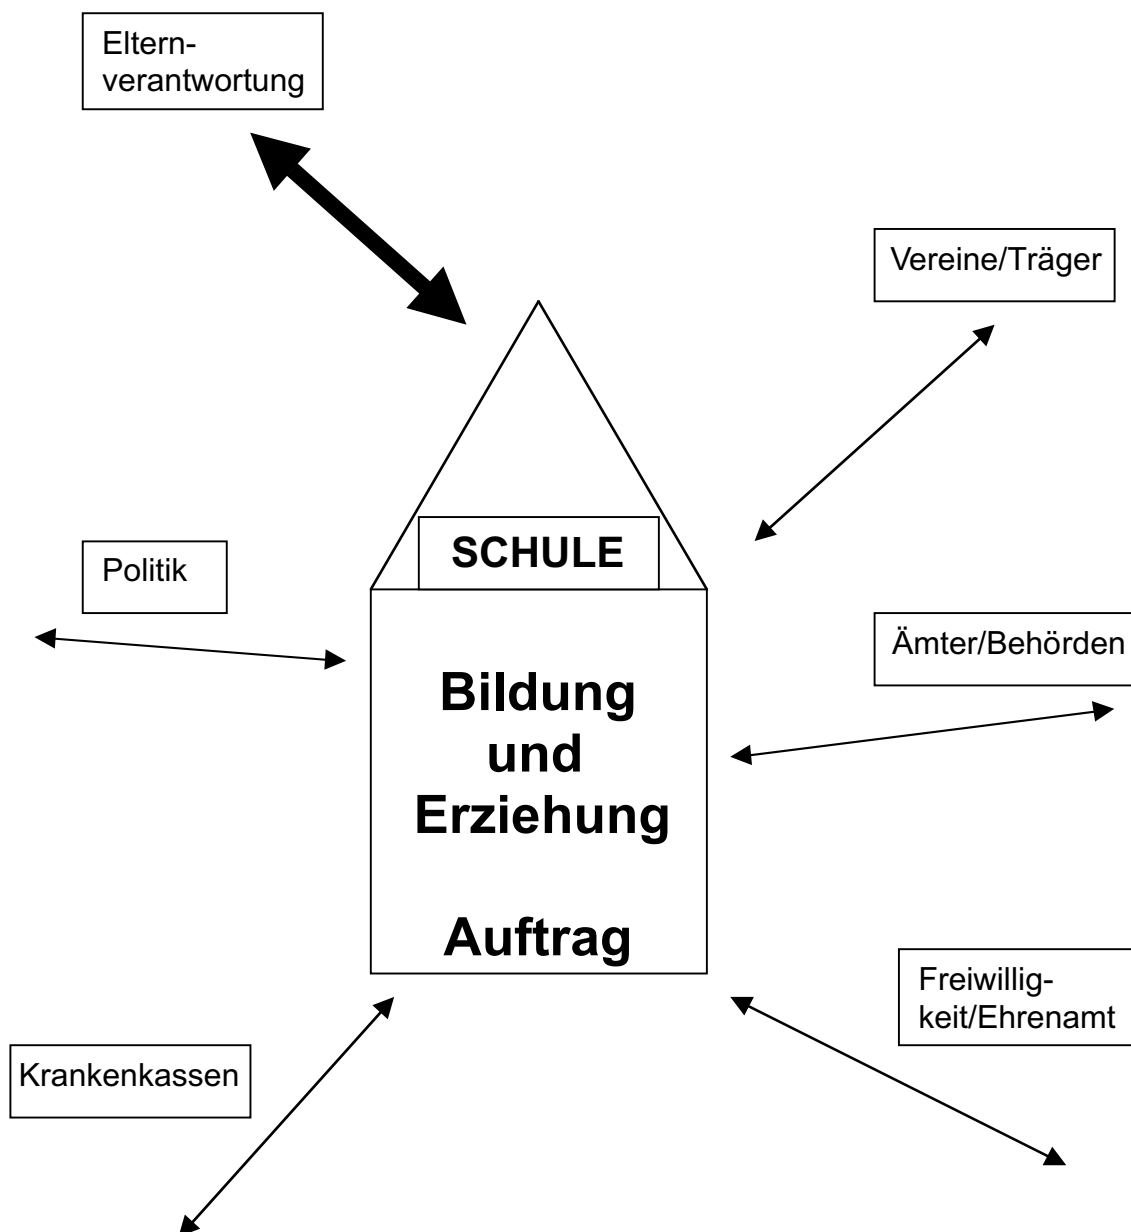 Eltern-
verantwortung
Vereine/Träger
SCHULE
Politik
Ämter/Behörden
Bildung
und
Erziehung
Auftrag
Freiwillig-
keit/Ehrenamt
Krankenkassen